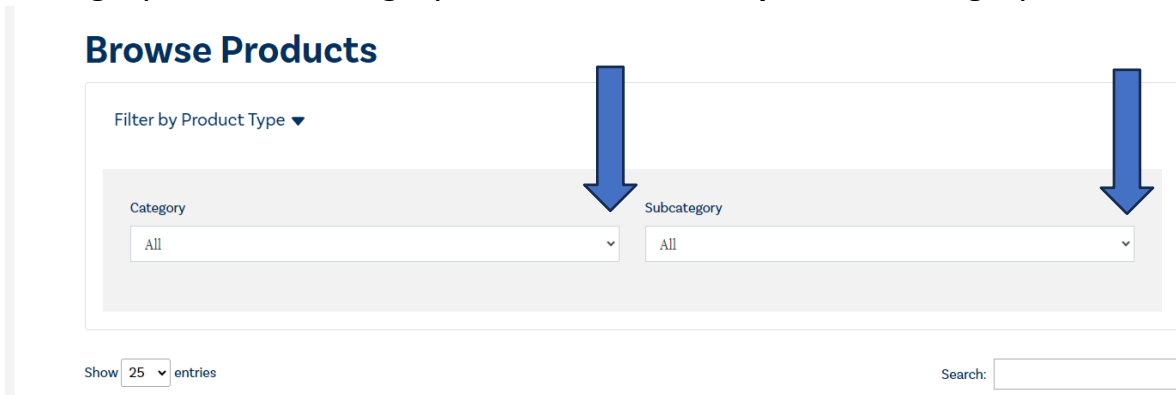 Browse Products
Filter by Product Type
Category Subcategory
All All
Show 25 entries Search: